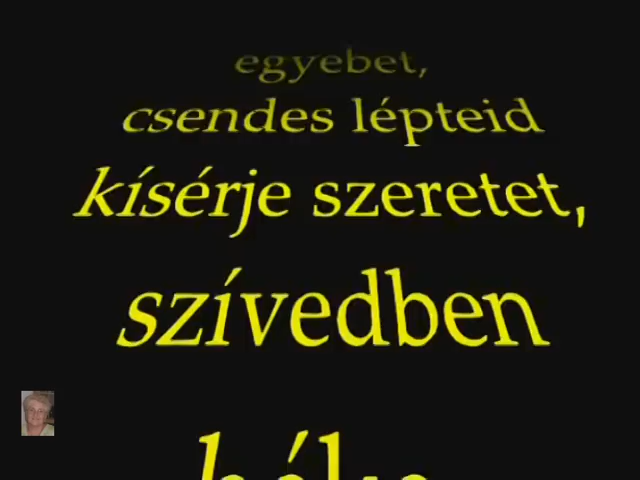 egyebet,
csendes lépteid
kísérje szeretet,
szívedben